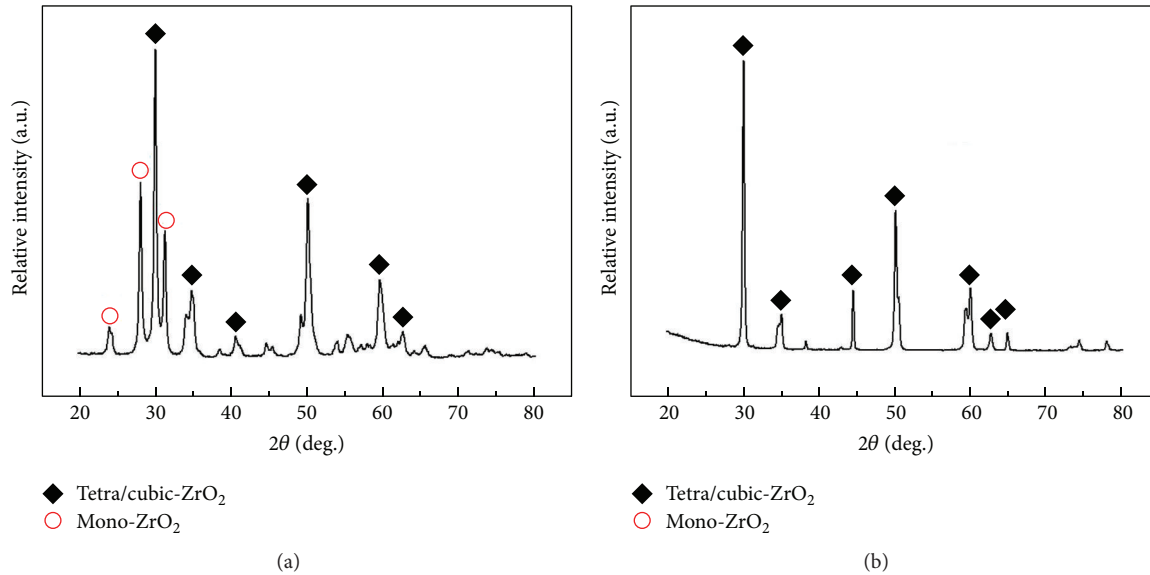 Relative intensity (a.u.)
20 30 40 50 60 70 80
2θ (deg.)
Tetra/cubic-ZrO₂
Mono-ZrO₂
(a)
Relative intensity (a.u.)
20 30 40 50 60 70 80
2θ (deg.)
Tetra/cubic-ZrO₂
Mono-ZrO₂
(b)